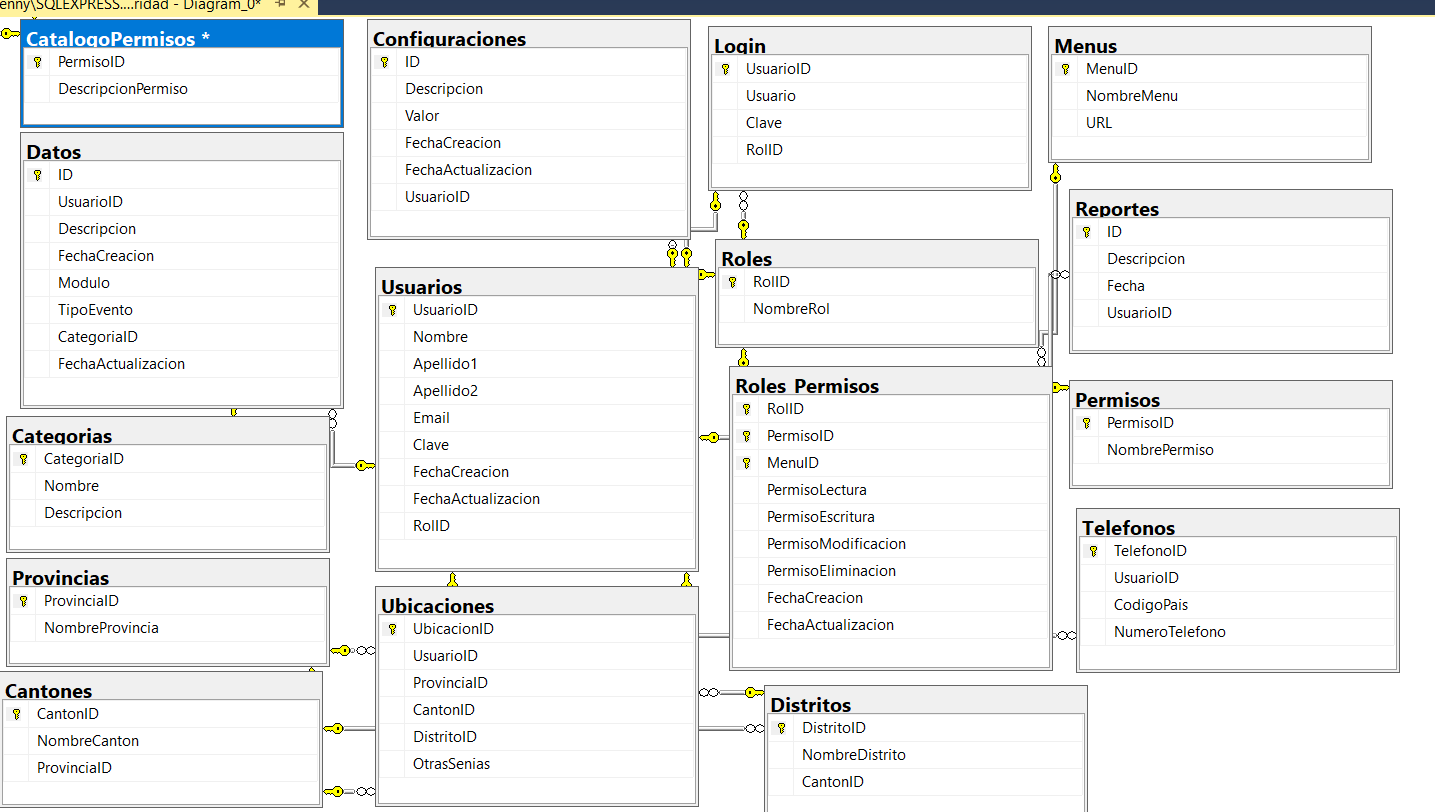 enny\SQLEXPRESS....ridad - Diagram_0*
CatalogoPermisos *
PermisoID
DescripcionPermiso
Datos
ID
UsuarioID
Descripcion
FechaCreacion
Modulo
TipoEvento
CategoriaID
FechaActualizacion
Categorias
CategoriaID
Nombre
Descripcion
Provincias
ProvinciaID
NombreProvincia
Cantones
CantonID
NombreCanton
ProvinciaID
Configuraciones
ID
Descripcion
Valor
FechaCreacion
FechaActualizacion
UsuarioID
Usuarios
UsuarioID
Nombre
Apellido1
Apellido2
Email
Clave
FechaCreacion
FechaActualizacion
RolID
Ubicaciones
UbicacionID
UsuarioID
ProvinciaID
CantonID
DistritoID
OtrasSenias
Login
UsuarioID
Usuario
Clave
RolID
Roles
RolID
NombreRol
Roles_Permisos
RolID
PermisoID
MenuID
PermisoLectura
PermisoEscritura
PermisoModificacion
PermisoEliminacion
FechaCreacion
FechaActualizacion
Distritos
DistritoID
NombreDistrito
CantonID
Menus
MenuID
NombreMenu
URL
Reportes
ID
Descripcion
Fecha
UsuarioID
Permisos
PermisoID
NombrePermiso
Telefonos
TelefonoID
UsuarioID
CodigoPais
NumeroTelefono